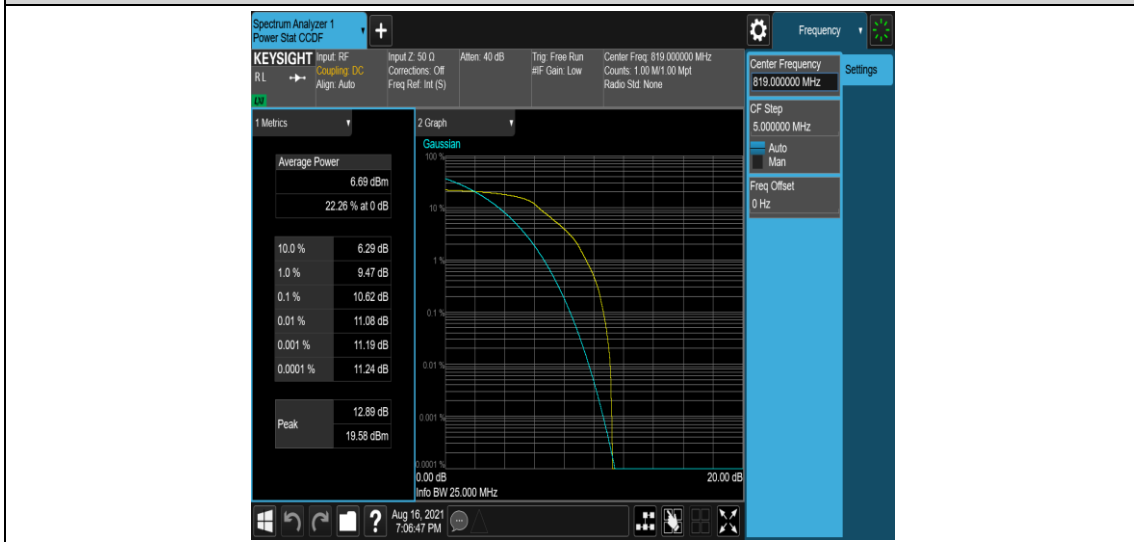 Spectrum Analyzer 1
Power Stat CCDF
+
Frequency
KEYSIGHT
RL
Input: RF
Coupling: DC
Align: Auto
Input Z: 50 Ω
Corrections: Off
Freq Ref: Int (S)
Atten: 40 dB
Trig: Free Run
#IF Gain: Low
Center Freq: 819.000000 MHz
Counts: 1.00 M/1.00 Mpt
Radio Std: None
Center Frequency
819.000000 MHz
Settings
CF Step
5.000000 MHz
Auto
Man
Freq Offset
0 Hz
1 Metrics
Average Power
6.69 dBm
22.26 % at 0 dB
10.0 % 6.29 dB
1.0 % 9.47 dB
0.1 % 10.62 dB
0.01 % 11.08 dB
0.001 % 11.19 dB
0.0001 % 11.24 dB
Peak
12.89 dB
19.58 dBm
2 Graph
Gaussian
100 %
10 %
1 %
0.1 %
0.01 %
0.001 %
0.0001 %
0.00 dB 20.00 dB
Info BW 25.000 MHz
?
Aug 16, 2021
7:06:47 PM